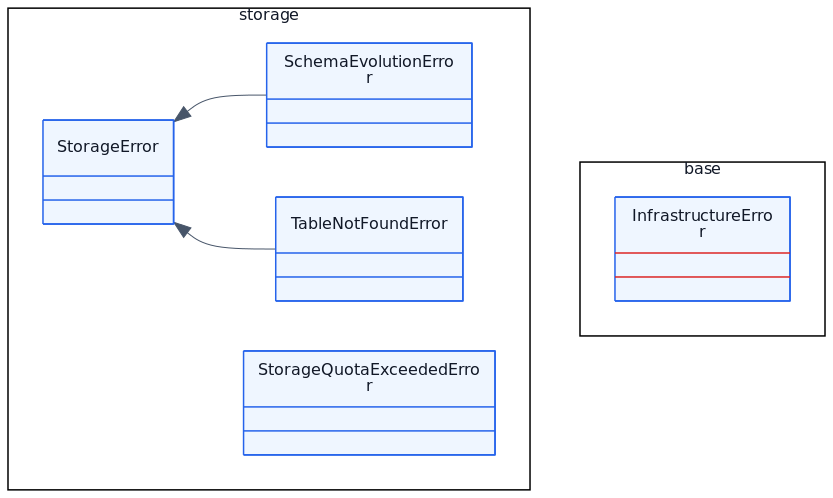 storage
SchemaEvolutionErro
r
StorageError
TableNotFoundError
StorageQuotaExceededErro
r
base
InfrastructureErro
r